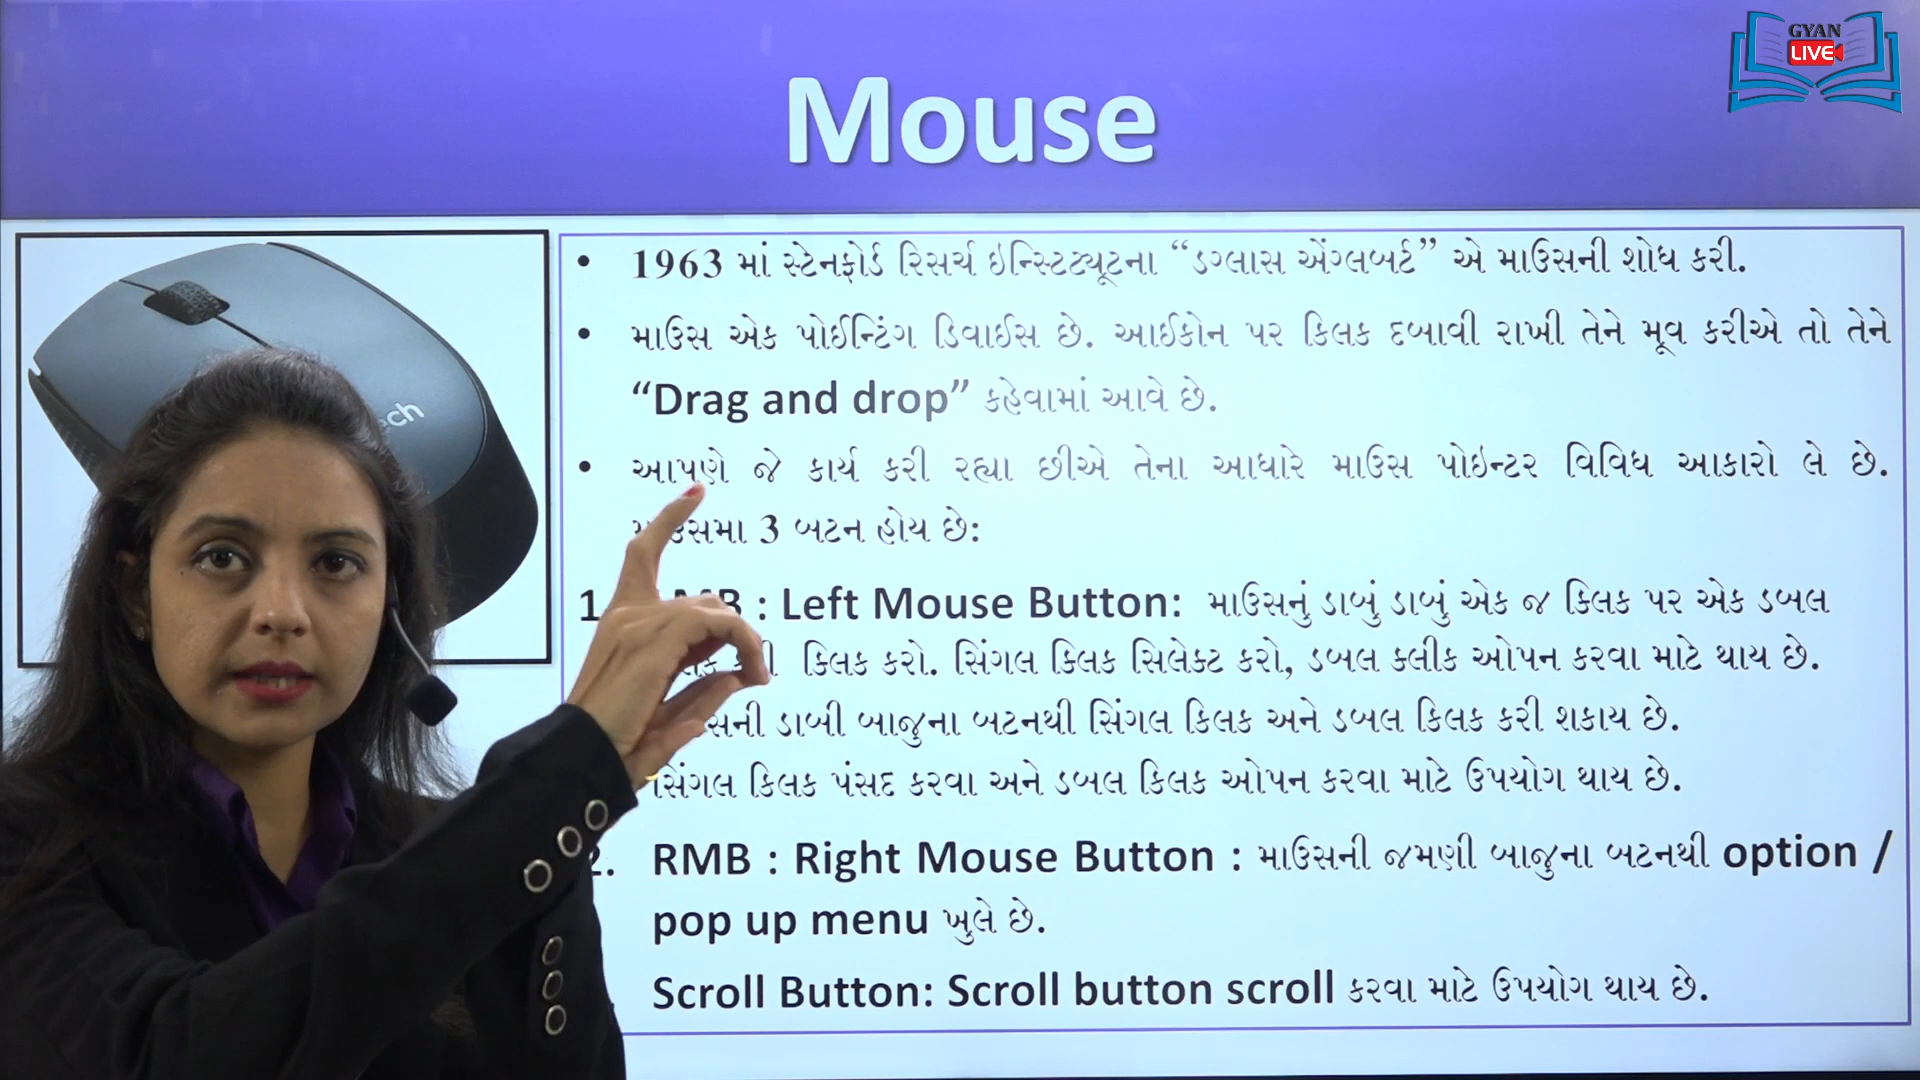 GYAN
LIVE
Mouse
ech
• 1963 માં સ્ટેનફોર્ડ રિસર્ચ ઇન્સ્ટિટ્યૂટના “ડગ્લાસ એંગ્લબર્ટ” એ માઉસની શોધ કરી.
• માઉસ એક પોઈન્ટિંગ ડિવાઈસ છે. આઈકોન પર ક્લિક દબાવી રાખી તેને મૂવ કરીએ તો તેને
“Drag and drop” કહેવામાં આવે છે.
• આપણે જે કાર્ય કરી રહ્યા છીએ તેના આધારે માઉસ પોઇન્ટર વિવિધ આકારો લે છે.
3 બટન હોય છે:
1. : Left Mouse Button: માઉસનું ડાબું ડાબું એક જ ક્લિક પર એક ડબલ
ક્લિક કરો. સિંગલ ક્લિક સિલેક્ટ કરો, ડબલ ક્લીક ઓપન કરવા માટે થાય છે.
ડાબી બાજુના બટનથી સિંગલ ક્લિક અને ડબલ ક્લિક કરી શકાય છે.
સિંગલ ક્લિક પંસદ કરવા અને ડબલ ક્લિક ઓપન કરવા માટે ઉપયોગ થાય છે.
2. RMB : Right Mouse Button : માઉસની જમણી બાજુના બટનથી option /
pop up menu ખુલે છે.
Scroll Button: Scroll button scroll કરવા માટે ઉપયોગ થાય છે.